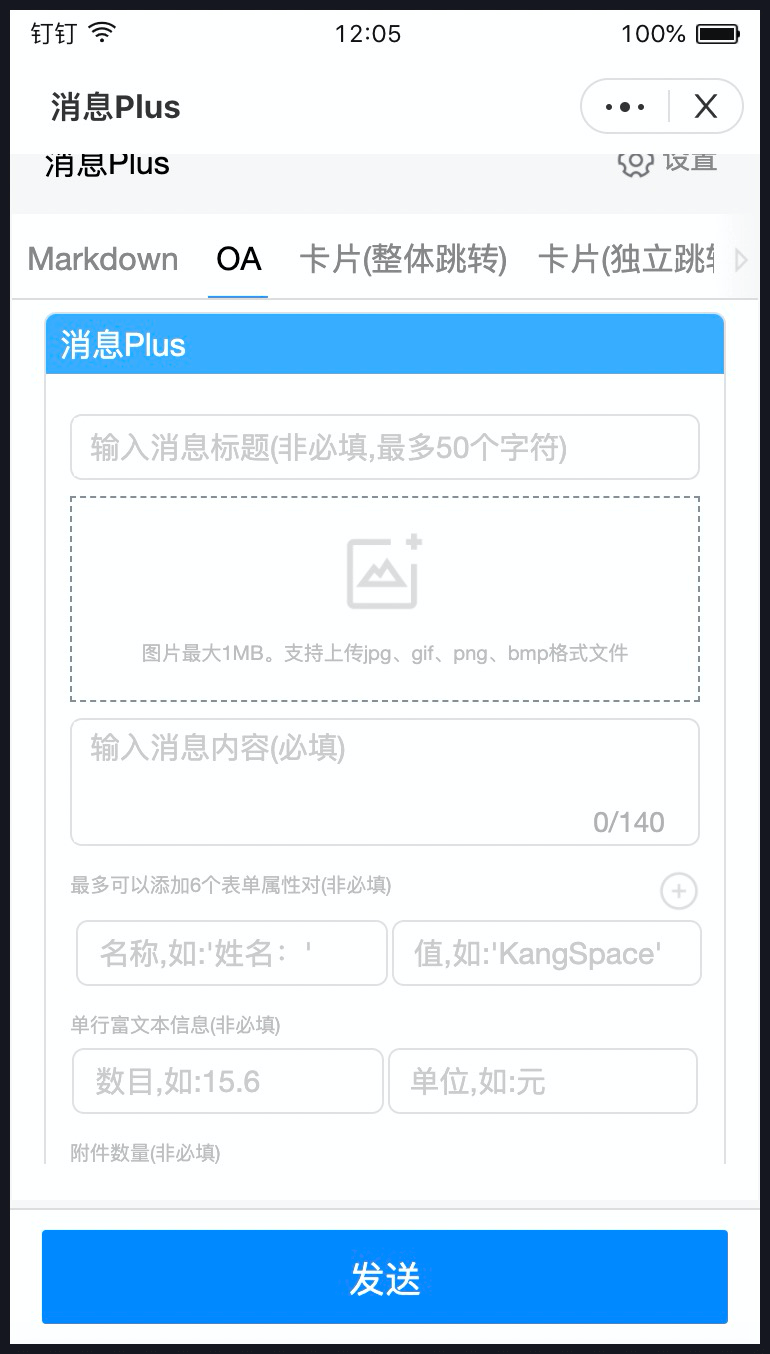 钉钉 12:05 100%
消息Plus X
消息Plus 设置
Markdown OA 卡片(整体跳转) 卡片(独立跳转
消息Plus
输入消息标题(非必填,最多50个字符)
图片最大1MB。支持上传jpg、gif、png、bmp格式文件
输入消息内容(必填)
0/140
最多可以添加6个表单属性对(非必填)
名称,如:'姓名：' 值,如:'KangSpace'
单行富文本信息(非必填)
数目,如:15.6 单位,如:元
附件数量(非必填)
发送